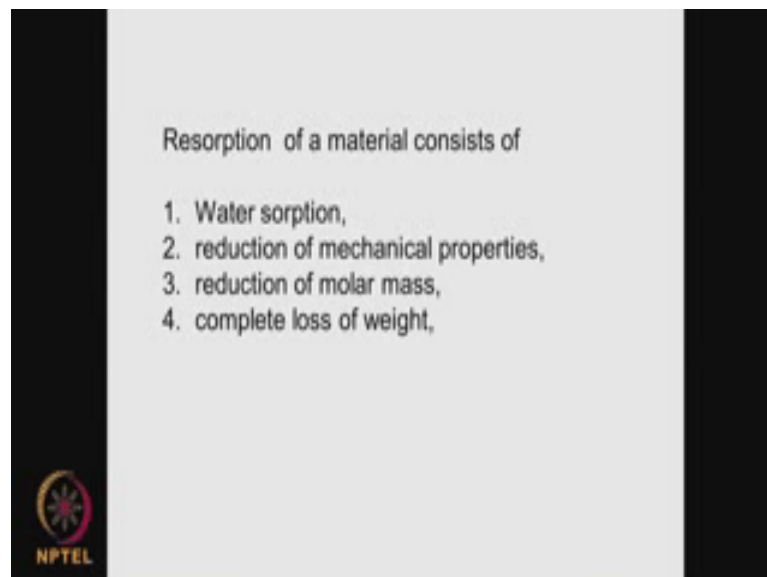 Resorption of a material consists of
1. Water sorption,
2. reduction of mechanical properties,
3. reduction of molar mass,
4. complete loss of weight,
NPTEL